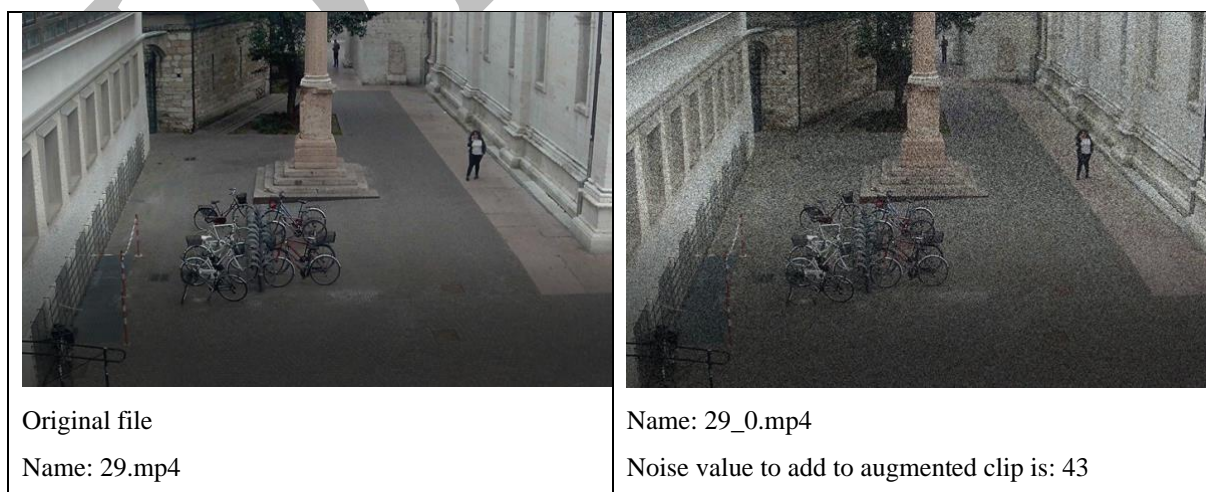 Original file
Name: 29.mp4
Name: 29_0.mp4
Noise value to add to augmented clip is: 43